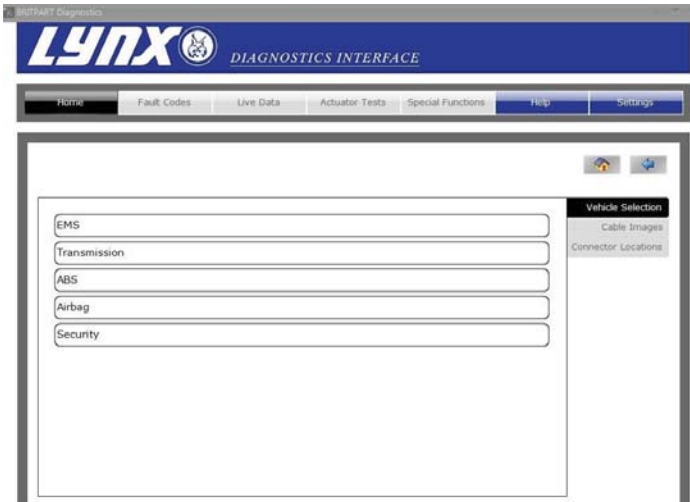 BRITPART Diagnostics
LYNX DIAGNOSTICS INTERFACE
Home Fault Codes Live Data Actuator Tests Special Functions Help Settings
Vehicle Selection
Cable Images
Connector Locations
EMS
Transmission
ABS
Airbag
Security